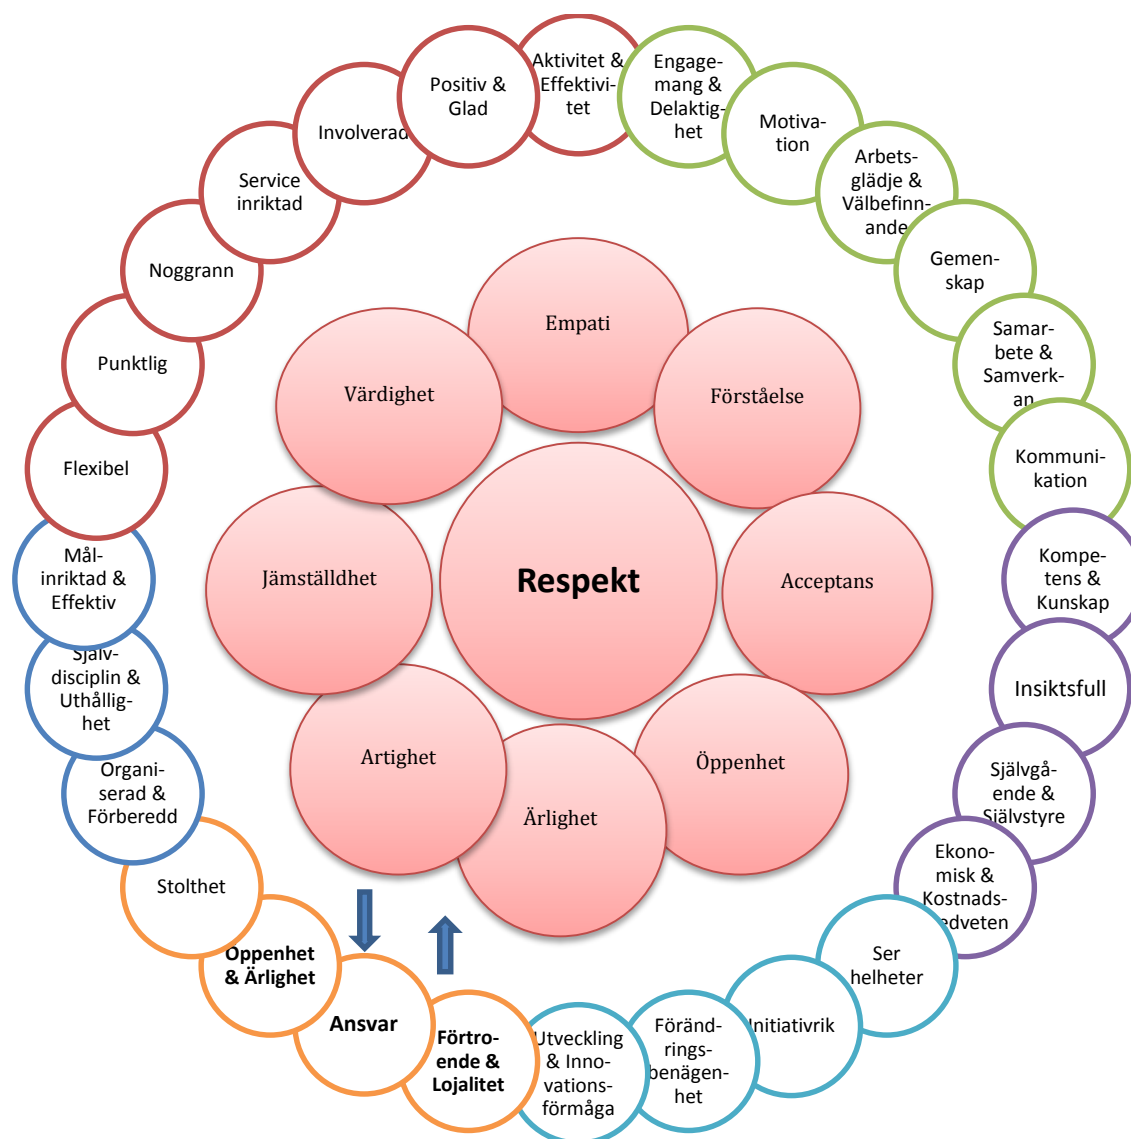 Aktivitet &
Effektivi-
tet
Engage-
mang &
Delaktig-
het
Motiva-
tion
Arbets-
glädje &
Välbefinn-
ande
Gemen-
skap
Samar-
bete &
Samverk-
an
Kommuni-
kation
Kompe-
tens &
Kunskap
Insiktsfull
Självgå-
ende &
Självstyre
Ekono-
misk &
Kostnads-
edveten
Ser
helheter
Initiativrik
Föränd-
rings-
benägen-
het
Utveckling
& Inno-
vations-
förmåga
Förtro-
ende &
Lojalitet
Ansvar
Öppenhet
& Ärlighet
Stolthet
Organi-
serad &
Förberedd
Själv-
disciplin &
Uthållig-
het
Mål-
inriktad &
Effektiv
Flexibel
Punktlig
Noggrann
Service
inriktad
Involverad
Positiv &
Glad
Empati
Förståelse
Acceptans
Öppenhet
Ärlighet
Artighet
Jämställdhet
Värdighet
Respekt